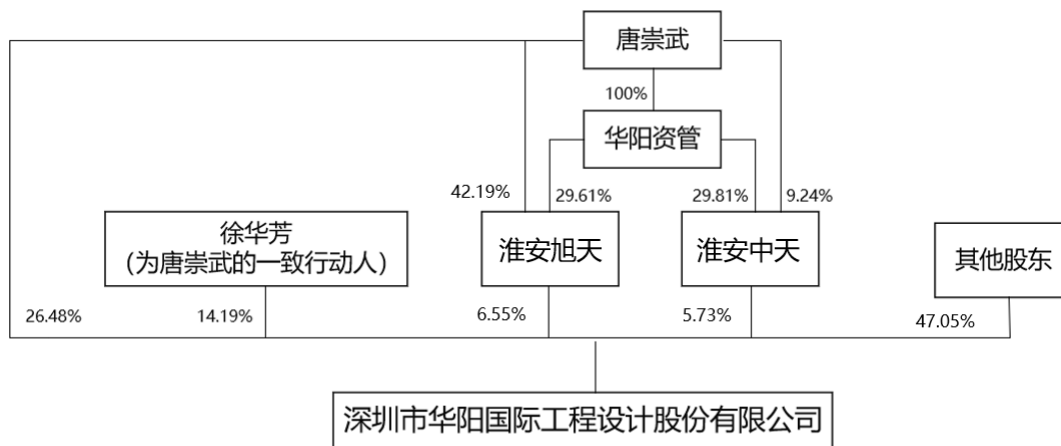 唐崇武
100%
华阳资管
42.19%
29.61%
29.81%
9.24%
徐华芳
（为唐崇武的一致行动人）
淮安旭天
淮安中天
其他股东
26.48%
14.19%
6.55%
5.73%
47.05%
深圳市华阳国际工程设计股份有限公司